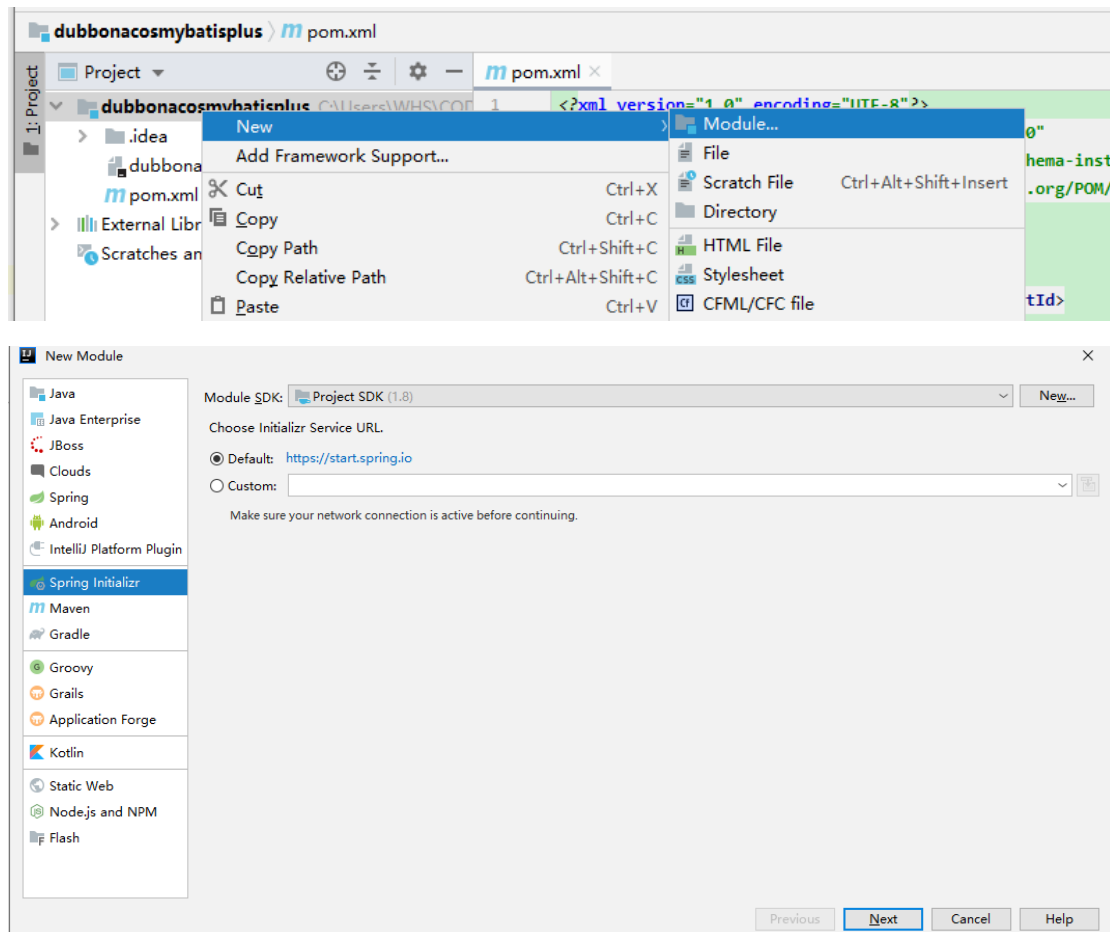 dubbonacosmybatisplus pom.xml
1: Project
Project
pom.xml
dubbonacosmybatisplus C:\Users\WHS\COD
1 <?xml version="1.0" encoding="UTF-8"?>
New
Module...
0"
.idea
Add Framework Support...
File
hema-inst
dubbona
Cut Ctrl+X
Scratch File Ctrl+Alt+Shift+Insert
.org/POM/
pom.xml
Copy Ctrl+C
Directory
External Libr
Copy Path Ctrl+Shift+C
HTML File
Scratches an
Copy Relative Path Ctrl+Alt+Shift+C
Stylesheet
Paste Ctrl+V
CFML/CFC file
tId>
New Module
Java
Java Enterprise
JBoss
Clouds
Spring
Android
IntelliJ Platform Plugin
Spring Initializr
Maven
Gradle
Groovy
Grails
Application Forge
Kotlin
Static Web
Node.js and NPM
Flash
Module SDK: Project SDK (1.8) New...
Choose Initializr Service URL.
Default: https://start.spring.io
Custom:
Make sure your network connection is active before continuing.
Previous Next Cancel Help